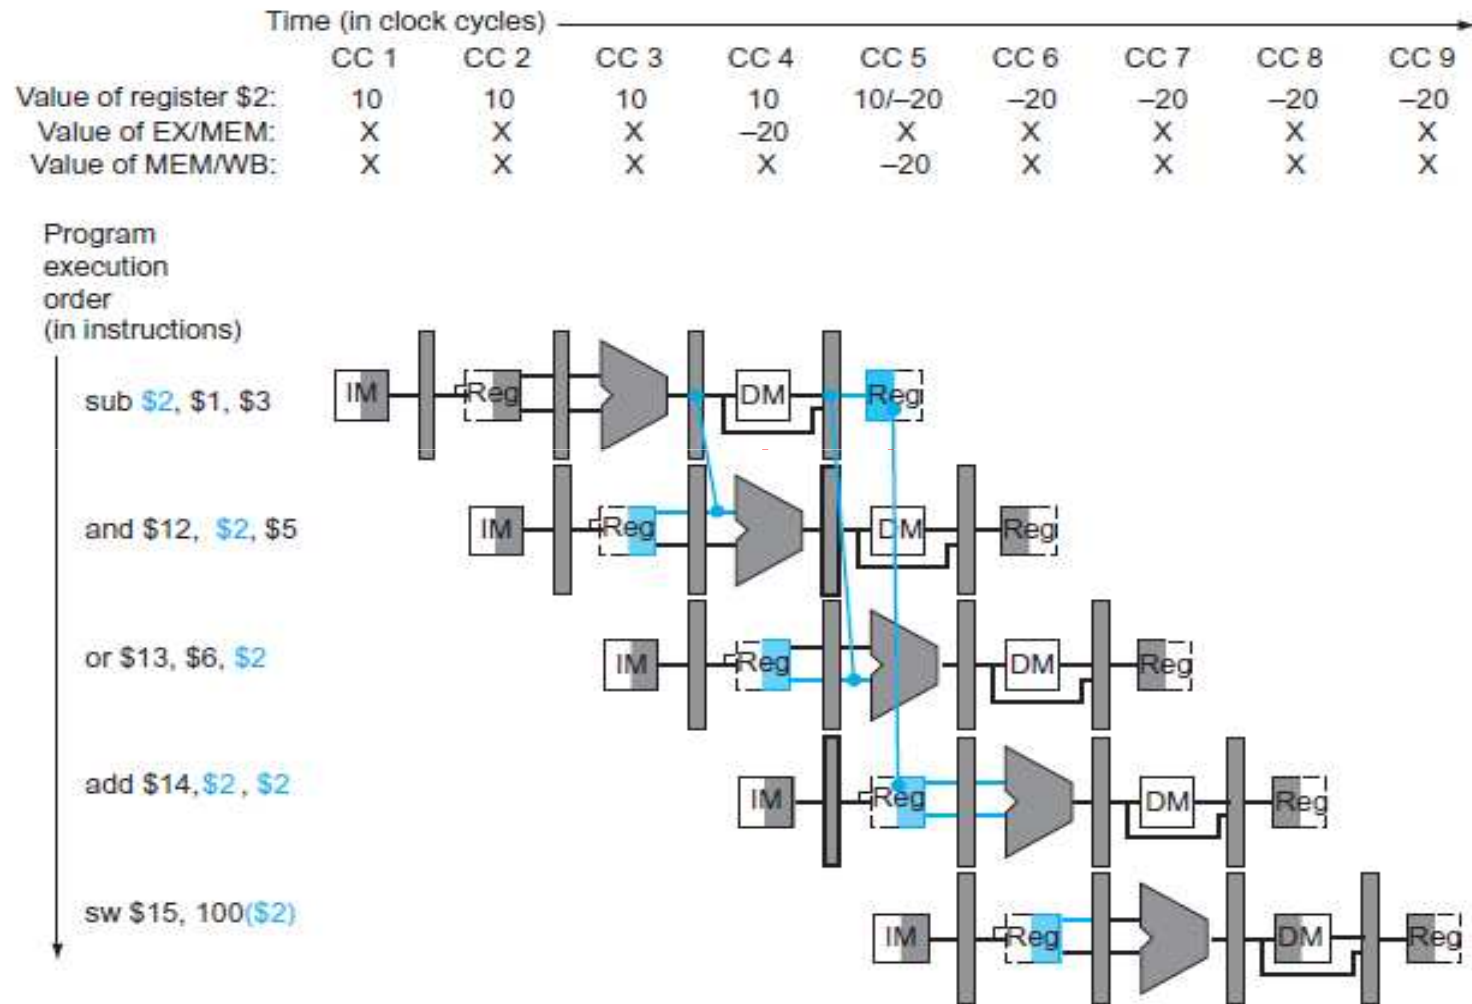 Time (in clock cycles)
CC 1 CC 2 CC 3 CC 4 CC 5 CC 6 CC 7 CC 8 CC 9
Value of register $2: 10 10 10 10 10/–20 –20 –20 –20 –20
Value of EX/MEM: X X X –20 X X X X X
Value of MEM/WB: X X X X –20 X X X X
Program
execution
order
(in instructions)
sub $2, $1, $3
IM Reg DM Reg
and $12, $2, $5
IM Reg DM Reg
or $13, $6, $2
IM Reg DM Reg
add $14,$2 , $2
IM Reg DM Reg
sw $15, 100($2)
IM Reg DM Reg